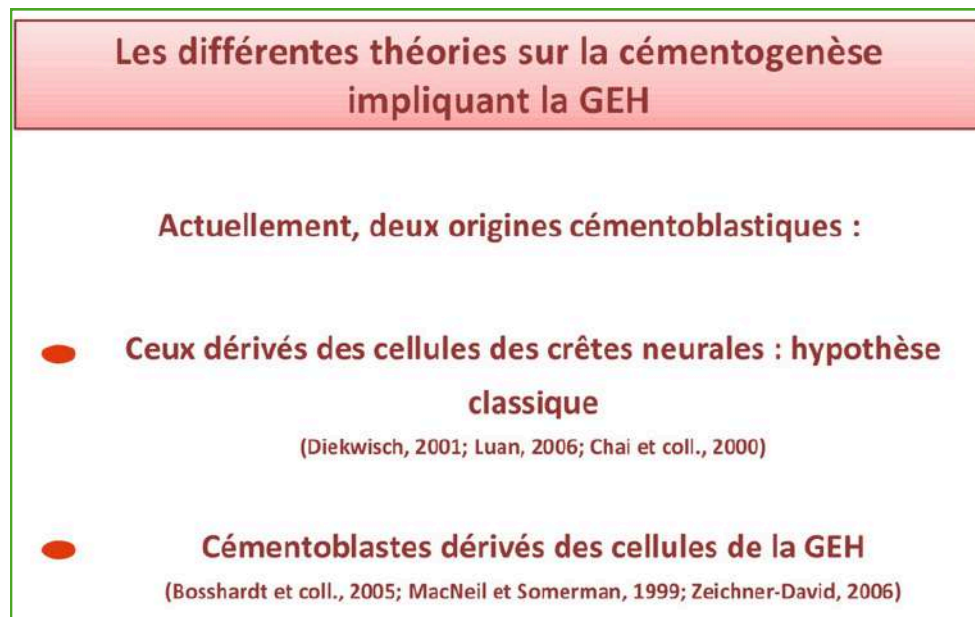 Les différentes théories sur la cémentogenèse
impliquant la GEH
Actuellement, deux origines cémentoblastiques :
Ceux dérivés des cellules des crêtes neurales : hypothèse
classique
(Diekwisch, 2001; Luan, 2006; Chai et coll., 2000)
Cémentoblastes dérivés des cellules de la GEH
(Bosshardt et coll., 2005; MacNeil et Somerman, 1999; Zeichner-David, 2006)